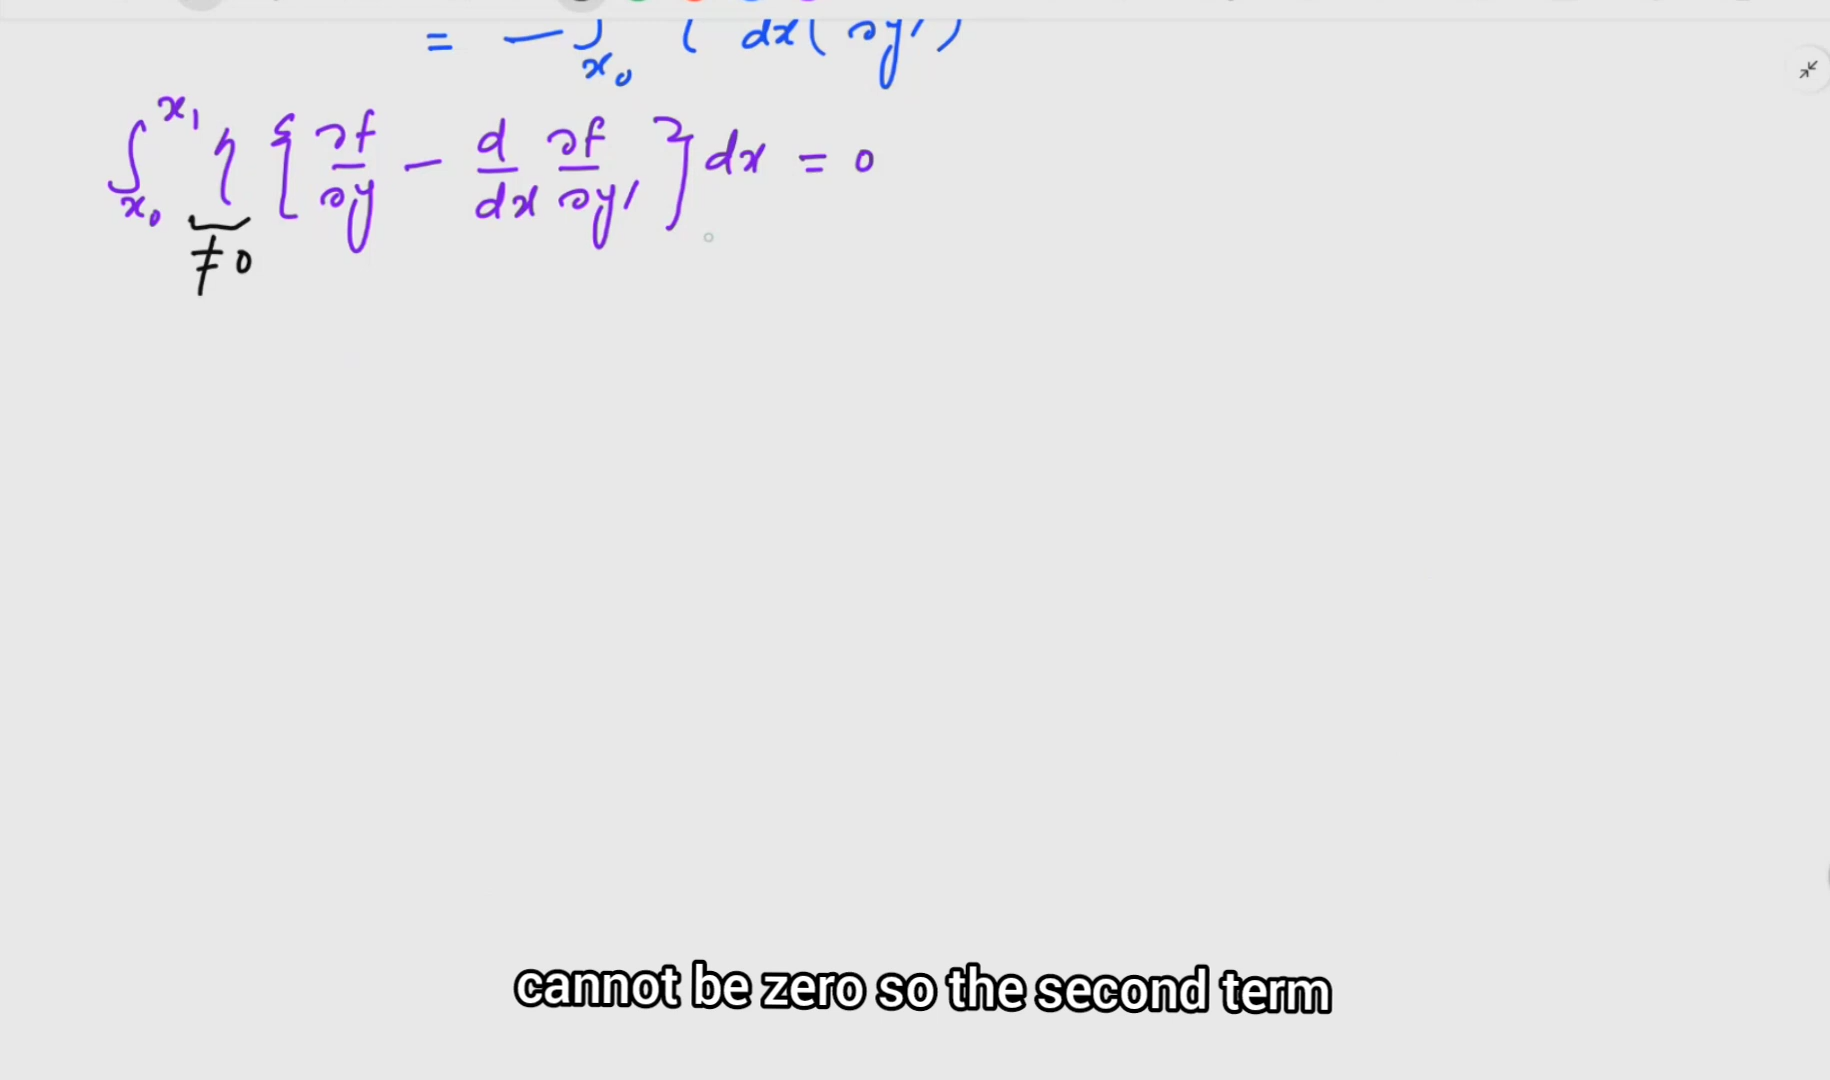 = − ∫ x₀ ( dx ( ∂y′ )
∫ x₀ x₁ η { ∂f/∂y − d/dx ∂f/∂y′ } dx = 0
≠ 0
cannot be zero so the second term